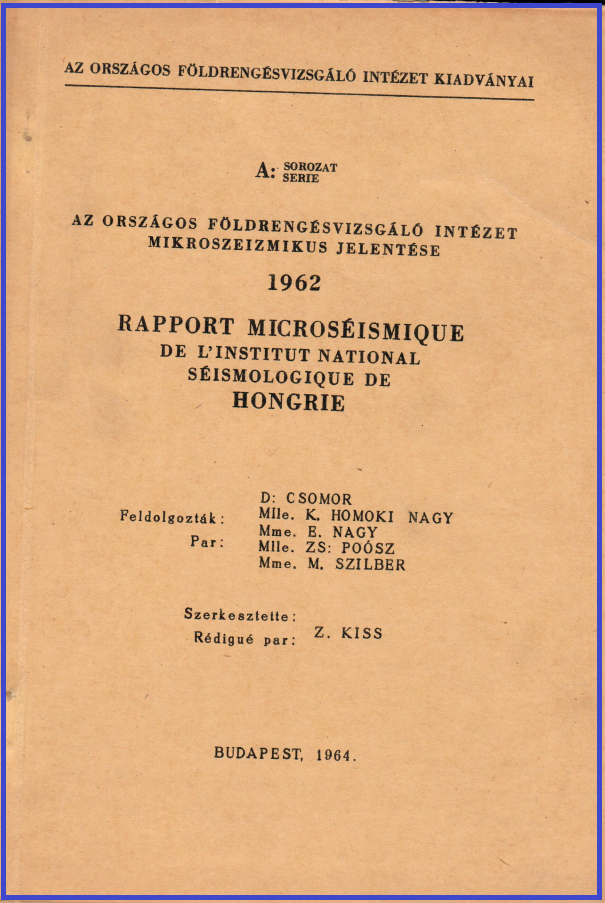 AZ ORSZÁGOS FÖLDRENGÉSVIZSGÁLÓ INTÉZET KIADVÁNYAI
A: SOROZAT
SERIE
AZ ORSZÁGOS FÖLDRENGÉSVIZSGÁLÓ INTÉZET
MIKROSZEIZMIKUS JELENTÉSE
1962
RAPPORT MICROSÉISMIQUE
DE L'INSTITUT NATIONAL
SÉISMOLOGIQUE DE
HONGRIE
Feldolgozták:
Par:
D: CSOMOR
Mlle. K. HOMOKI NAGY
Mme. E. NAGY
Mlle. ZS: POÓSZ
Mme. M. SZILBER
Szerkesztette:
Rédigué par:
Z. KISS
BUDAPEST, 1964.